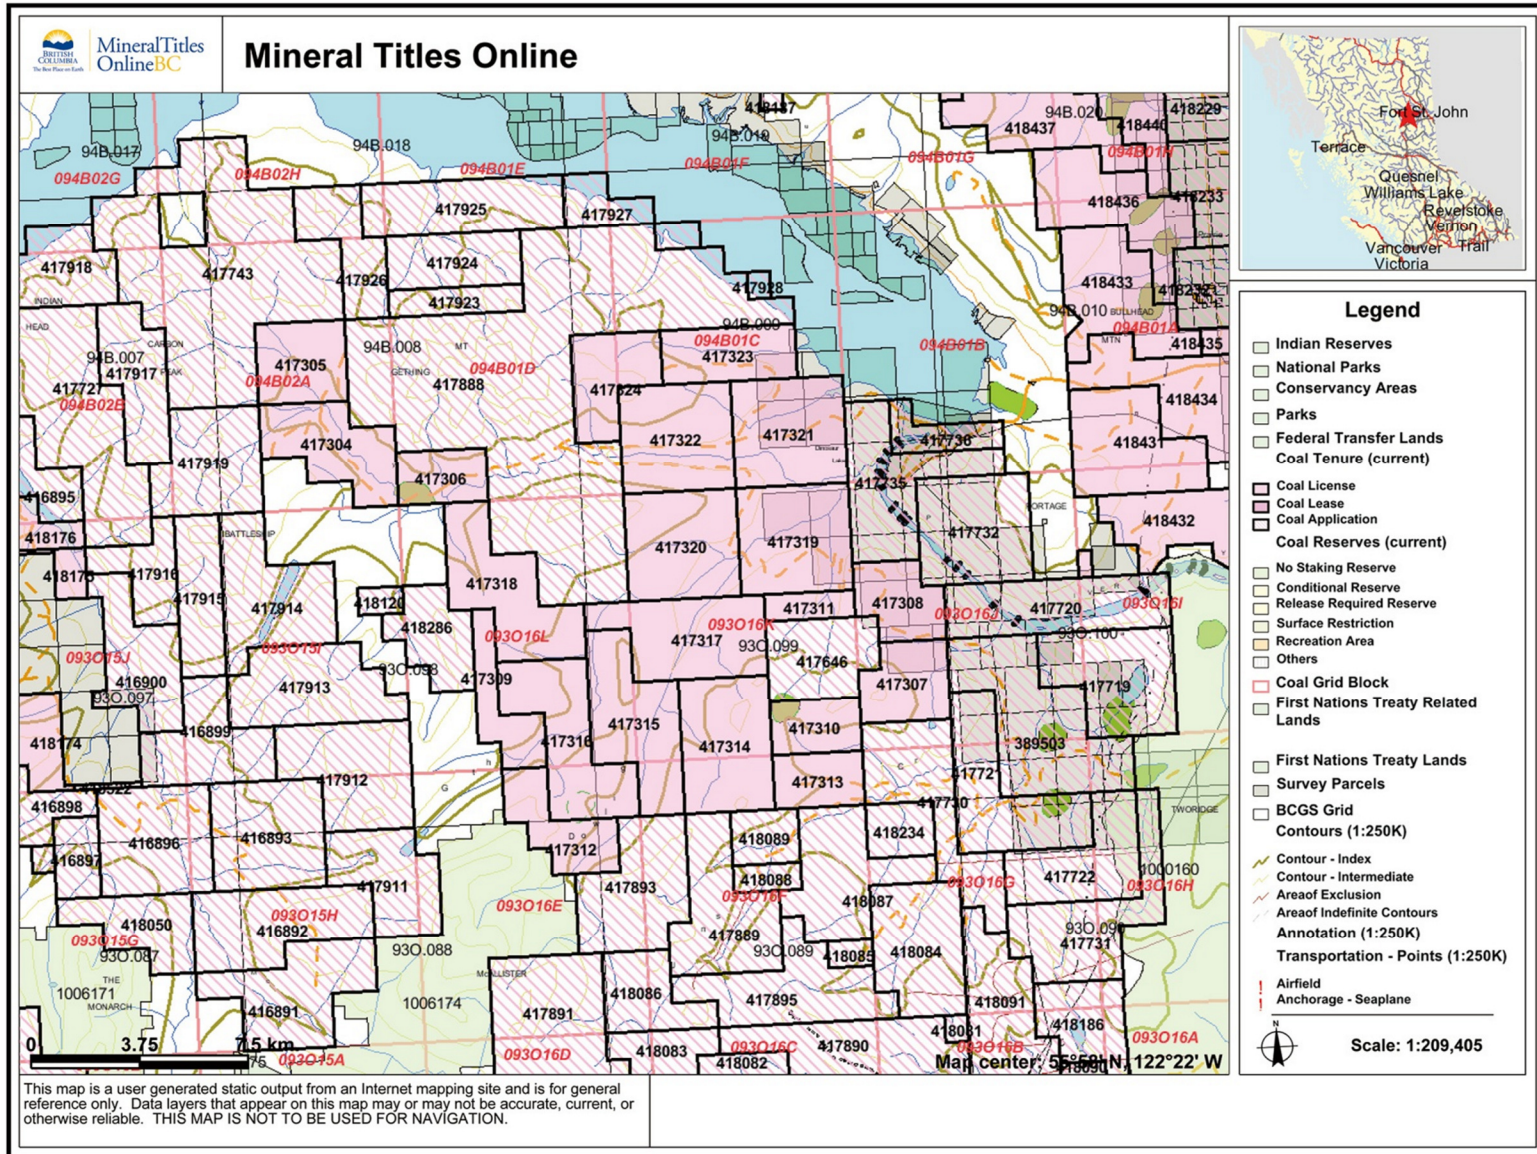 BRITISH
COLUMBIA
The Best Place on Earth
MineralTitles
OnlineBC
Mineral Titles Online
Fort St. John
Terrace
Quesnel
Williams Lake
Revelstoke
Vernon
Vancouver
Trail
Victoria
94B.017
94B.018
94B.019
94B.020
418187
418437
418440
418229
094B02G
094B02H
094B01E
094B01F
094B01G
094B01H
417925
417927
418436
418233
417918
417743
417926
417924
417923
417928
418433
INDIAN
HEAD
94B.007
CARBON
PEAK
94B.008
MT
GETHING
94B.009
94B.010
BULLHEAD
MTN
417727
417917
417305
417888
417324
417323
418435
094B02B
094B02A
094B01D
094B01C
094B01B
094B01A
418434
417919
417304
417306
417322
417321
417736
418431
416895
417735
418176
BATTLESHIP
417732
PORTAGE
418432
417916
417915
417914
418120
417318
417320
417319
418286
417311
417308
417720
093O15J
093O15I
093O16L
093O16K
093O16J
093O16I
93O.097
93O.098
93O.099
93O.100
416900
417913
417309
417317
417646
417307
417719
418174
416899
417316
417315
417314
417310
389503
417912
417313
417730
TWORIDGE
416898
416896
416893
416897
417312
418089
418234
417911
417893
418088
417722
1000160
418050
416892
417889
418087
093O15G
093O15H
093O16E
093O16F
093O16G
093O16H
93O.087
93O.088
93O.089
THE
MONARCH
McALLISTER
418085
418084
417731
1006171
1006174
416891
417891
418086
417895
418091
418186
418083
418082
417890
418081
093O15A
093O16D
093O16C
093O16B
093O16A
0 3.75 7.5 km
Map center: 55°58' N, 122°22' W
Legend
Indian Reserves
National Parks
Conservancy Areas
Parks
Federal Transfer Lands
Coal Tenure (current)
Coal License
Coal Lease
Coal Application
Coal Reserves (current)
No Staking Reserve
Conditional Reserve
Release Required Reserve
Surface Restriction
Recreation Area
Others
Coal Grid Block
First Nations Treaty Related
Lands
First Nations Treaty Lands
Survey Parcels
BCGS Grid
Contours (1:250K)
Contour - Index
Contour - Intermediate
Areaof Exclusion
Areaof Indefinite Contours
Annotation (1:250K)
Transportation - Points (1:250K)
Airfield
Anchorage - Seaplane
N
Scale: 1:209,405
This map is a user generated static output from an Internet mapping site and is for general
reference only. Data layers that appear on this map may or may not be accurate, current, or
otherwise reliable. THIS MAP IS NOT TO BE USED FOR NAVIGATION.